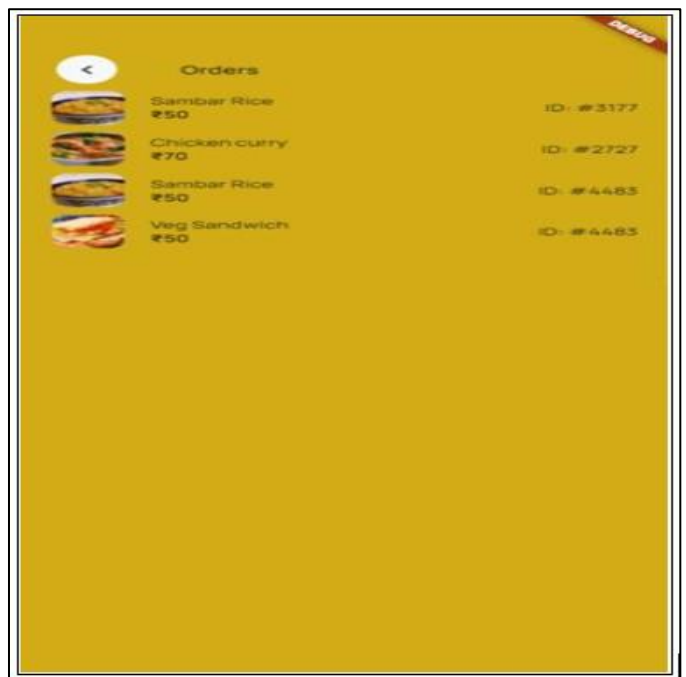 DEBUG
Orders
Sambar Rice
₹50
ID: #3177
Chicken curry
₹70
ID: #2727
Sambar Rice
₹50
ID: #4483
Veg Sandwich
₹50
ID: #4483